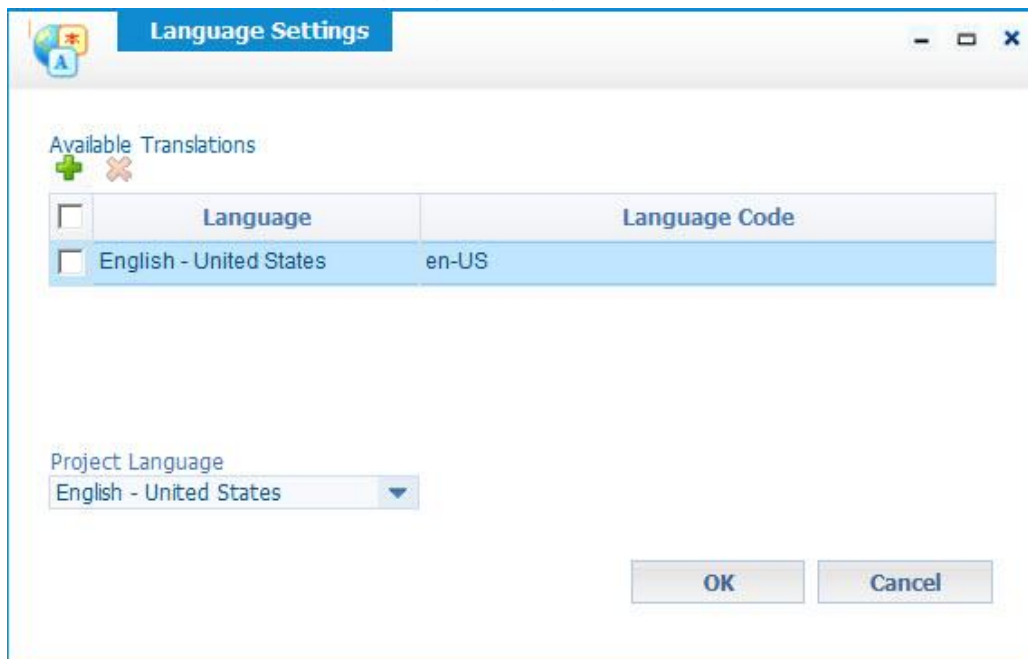 本
A
Language Settings
Available Translations
Language Language Code
English - United States en-US
Project Language
English - United States
OK Cancel